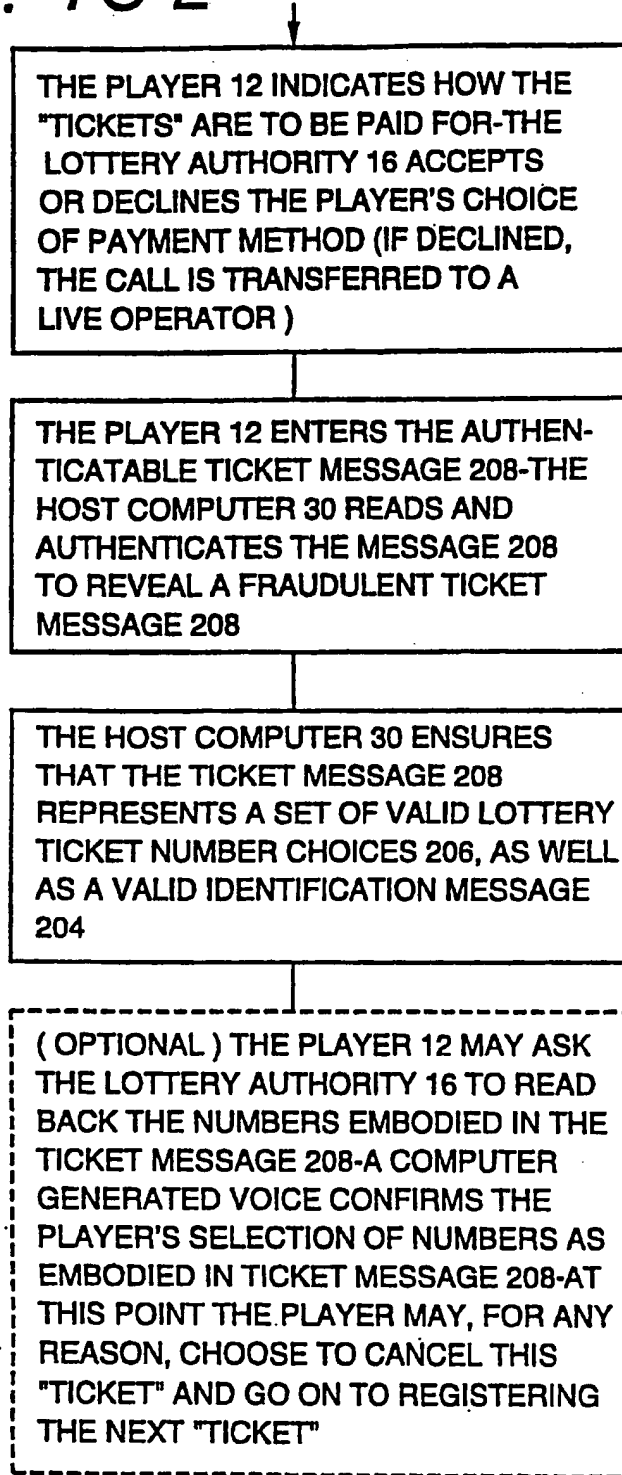 . 10 2
THE PLAYER 12 INDICATES HOW THE
"TICKETS" ARE TO BE PAID FOR-THE
LOTTERY AUTHORITY 16 ACCEPTS
OR DECLINES THE PLAYER'S CHOICE
OF PAYMENT METHOD (IF DECLINED,
THE CALL IS TRANSFERRED TO A
LIVE OPERATOR )
THE PLAYER 12 ENTERS THE AUTHEN-
TICATABLE TICKET MESSAGE 208-THE
HOST COMPUTER 30 READS AND
AUTHENTICATES THE MESSAGE 208
TO REVEAL A FRAUDULENT TICKET
MESSAGE 208
THE HOST COMPUTER 30 ENSURES
THAT THE TICKET MESSAGE 208
REPRESENTS A SET OF VALID LOTTERY
TICKET NUMBER CHOICES 206, AS WELL
AS A VALID IDENTIFICATION MESSAGE
204
( OPTIONAL ) THE PLAYER 12 MAY ASK
THE LOTTERY AUTHORITY 16 TO READ
BACK THE NUMBERS EMBODIED IN THE
TICKET MESSAGE 208-A COMPUTER
GENERATED VOICE CONFIRMS THE
PLAYER'S SELECTION OF NUMBERS AS
EMBODIED IN TICKET MESSAGE 208-AT
THIS POINT THE PLAYER MAY, FOR ANY
REASON, CHOOSE TO CANCEL THIS
"TICKET" AND GO ON TO REGISTERING
THE NEXT "TICKET"